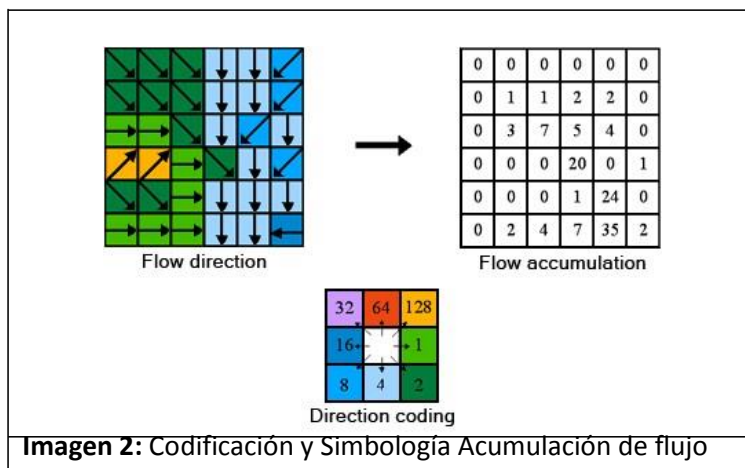 0 0 0 0 0 0
0 1 1 2 2 0
0 3 7 5 4 0
0 0 0 20 0 1
0 0 0 1 24 0
0 2 4 7 35 2
Flow direction
Flow accumulation
32 64 128
16 1
8 4 2
Direction coding
Imagen 2: Codificación y Simbología Acumulación de flujo